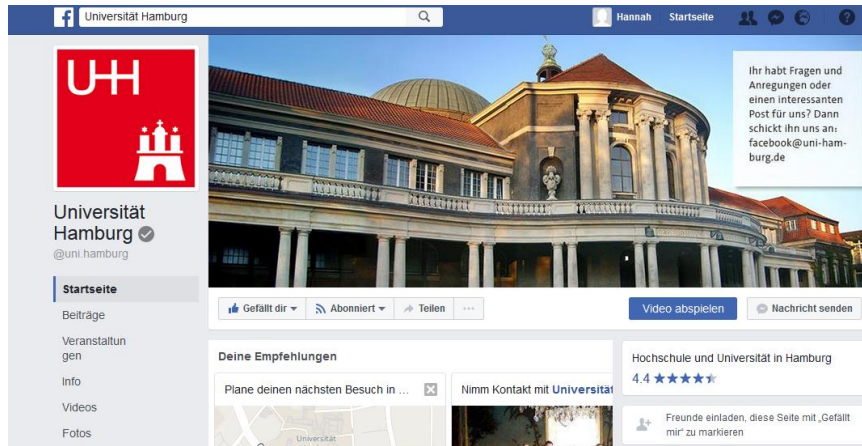 Universität Hamburg
Hannah
Startseite
UHH
Ihr habt Fragen und
Anregungen oder
einen interessanten
Post für uns? Dann
schickt ihn uns an:
facebook@uni-ham-
burg.de
Universität
Hamburg
@uni.hamburg
Startseite
Beiträge
Veranstaltun
gen
Info
Videos
Fotos
Gefällt dir
Abonniert
Teilen
Video abspielen
Nachricht senden
Deine Empfehlungen
Plane deinen nächsten Besuch in ...
Universität
Nimm Kontakt mit Universität
Hochschule und Universität in Hamburg
4.4
Freunde einladen, diese Seite mit „Gefällt
mir“ zu markieren